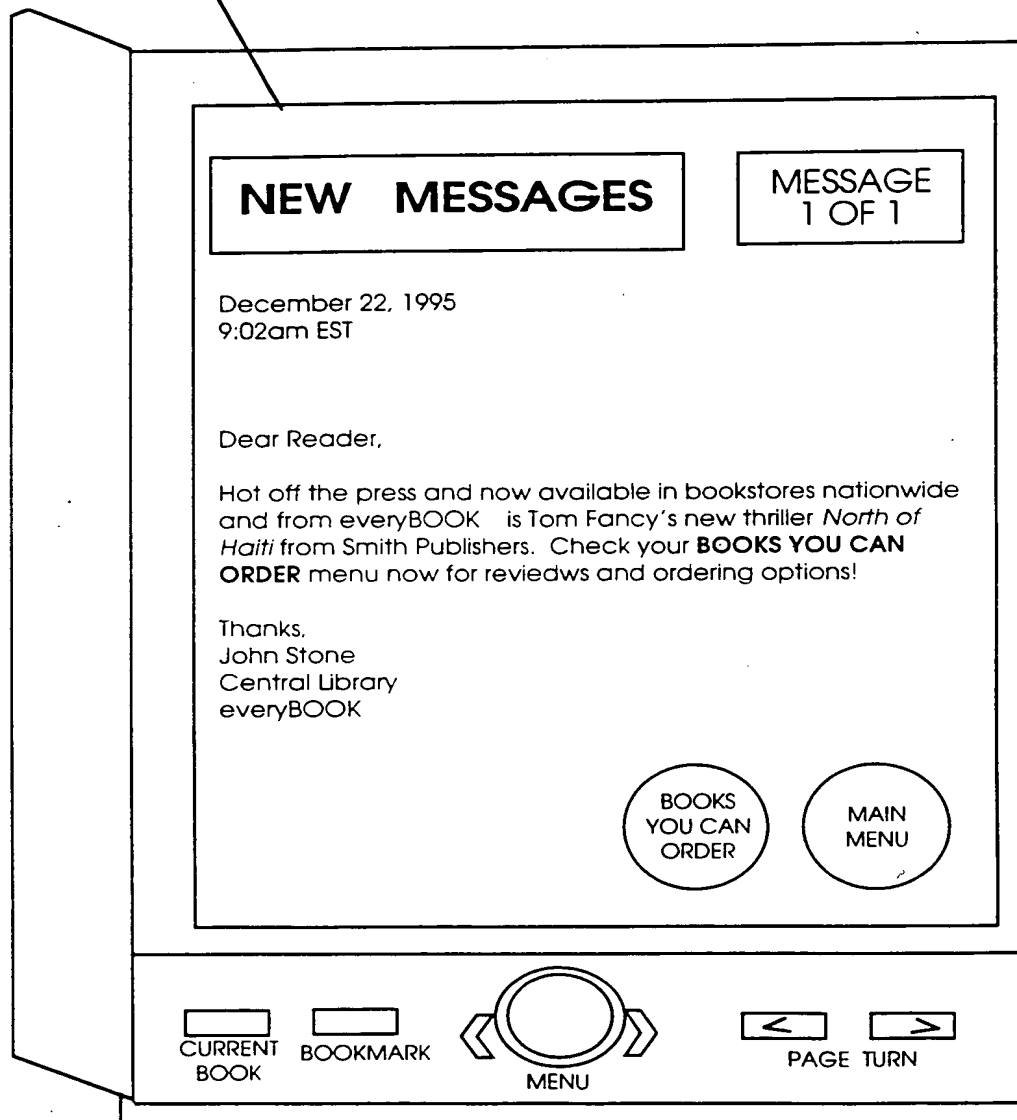 NEW MESSAGES
MESSAGE
1 OF 1
December 22, 1995
9:02am EST
Dear Reader,
Hot off the press and now available in bookstores nationwide
and from everyBOOK is Tom Fancy's new thriller North of
Haiti from Smith Publishers. Check your BOOKS YOU CAN
ORDER menu now for reviedws and ordering options!
Thanks,
John Stone
Central Library
everyBOOK
BOOKS
YOU CAN
ORDER
MAIN
MENU
CURRENT
BOOK
BOOKMARK
MENU
< >
PAGE TURN